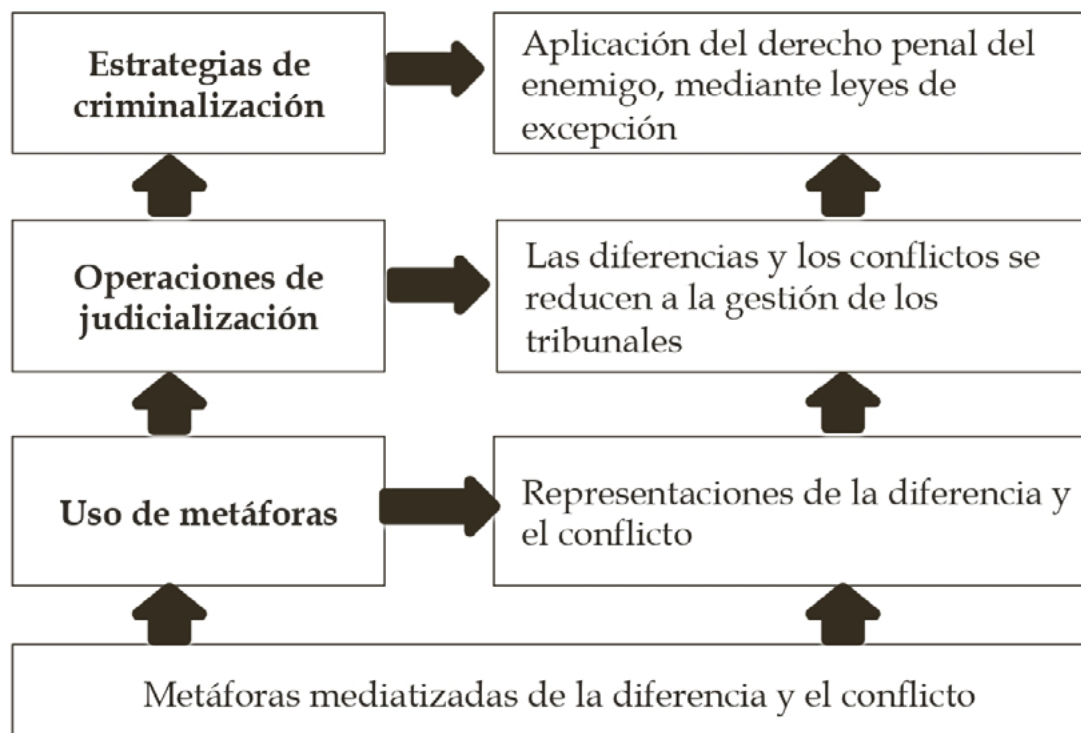 Estrategias de
criminalización
Aplicación del derecho penal del
enemigo, mediante leyes de
excepción
Operaciones de
judicialización
Las diferencias y los conflictos se
reducen a la gestión de los
tribunales
Uso de metáforas
Representaciones de la diferencia y
el conflicto
Metáforas mediatizadas de la diferencia y el conflicto